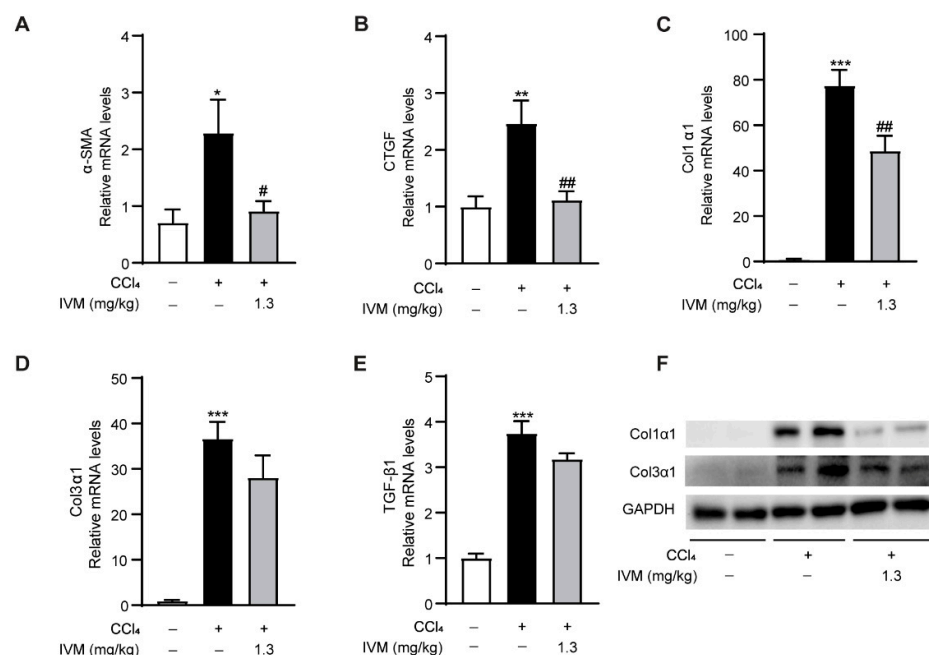 A
α-SMA
Relative mRNA levels
4
3
2
1
0
*
#
CCl₄ – + +
IVM (mg/kg) – – 1.3
B
CTGF
Relative mRNA levels
4
3
2
1
0
**
##
CCl₄ – + +
IVM (mg/kg) – – 1.3
C
Col1 α1
Relative mRNA levels
100
80
60
40
20
0
***
##
CCl₄ – + +
IVM (mg/kg) – – 1.3
D
Col3α1
Relative mRNA levels
50
40
30
20
10
0
***
CCl₄ – + +
IVM (mg/kg) – – 1.3
E
TGF-β1
Relative mRNA levels
5
4
3
2
1
0
***
CCl₄ – + +
IVM (mg/kg) – – 1.3
F
Col1α1
Col3α1
GAPDH
CCl₄ – + +
IVM (mg/kg) – – 1.3